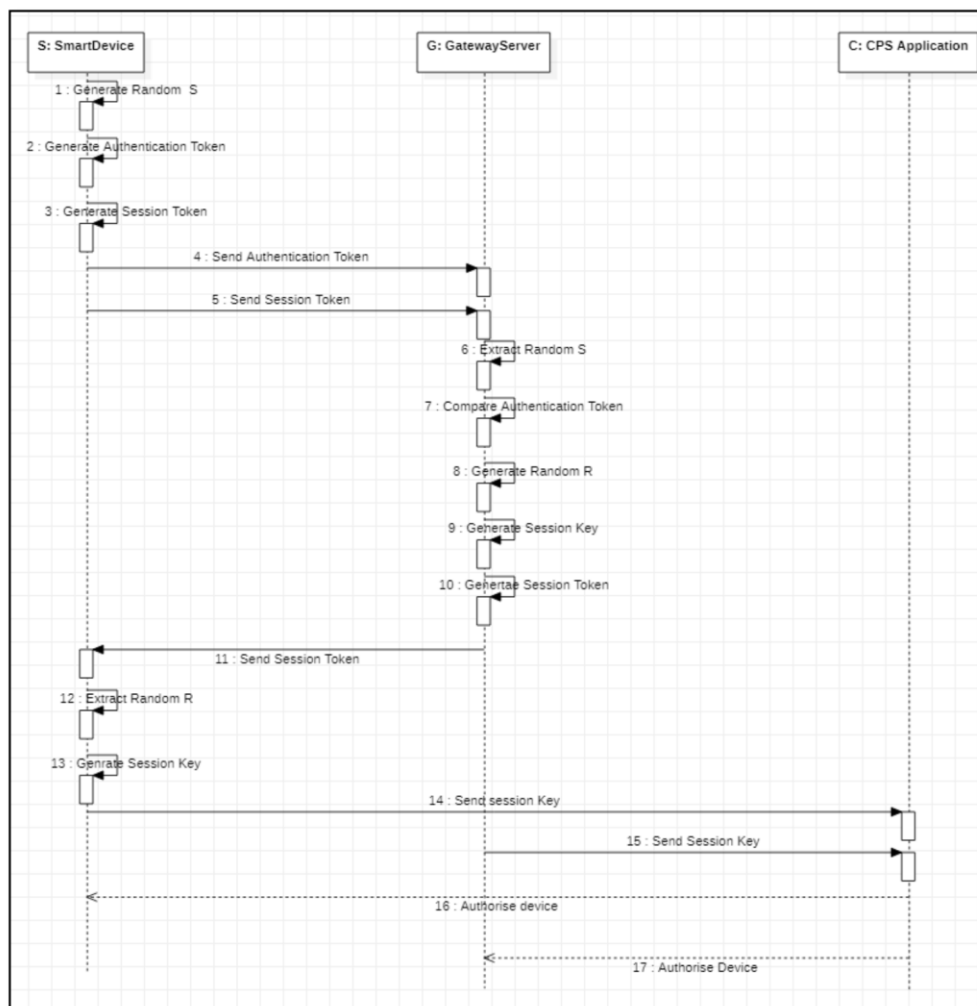 S: SmartDevice
G: GatewayServer
C: CPS Application
1 : Generate Random S
2 : Generate Authentication Token
3 : Generate Session Token
4 : Send Authentication Token
5 : Send Session Token
6 : Extract Random S
7 : Compare Authentication Token
8 : Generate Random R
9 : Generate Session Key
10 : Genertae Session Token
11 : Send Session Token
12 : Extract Random R
13 : Genrate Session Key
14 : Send session Key
15 : Send Session Key
16 : Authorise device
17 : Authorise Device